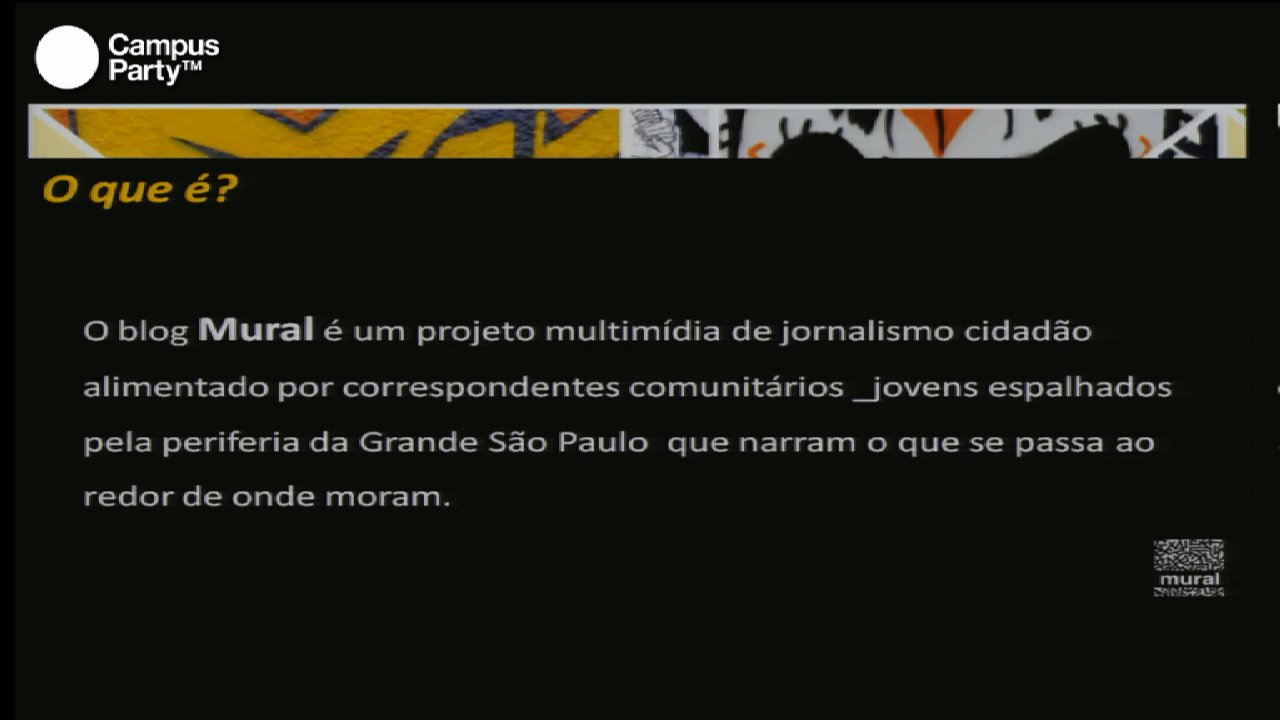 Campus
Party™
O que é?
O blog Mural é um projeto multimídia de jornalismo cidadão
alimentado por correspondentes comunitários _jovens espalhados
pela periferia da Grande São Paulo que narram o que se passa ao
redor de onde moram.
mural